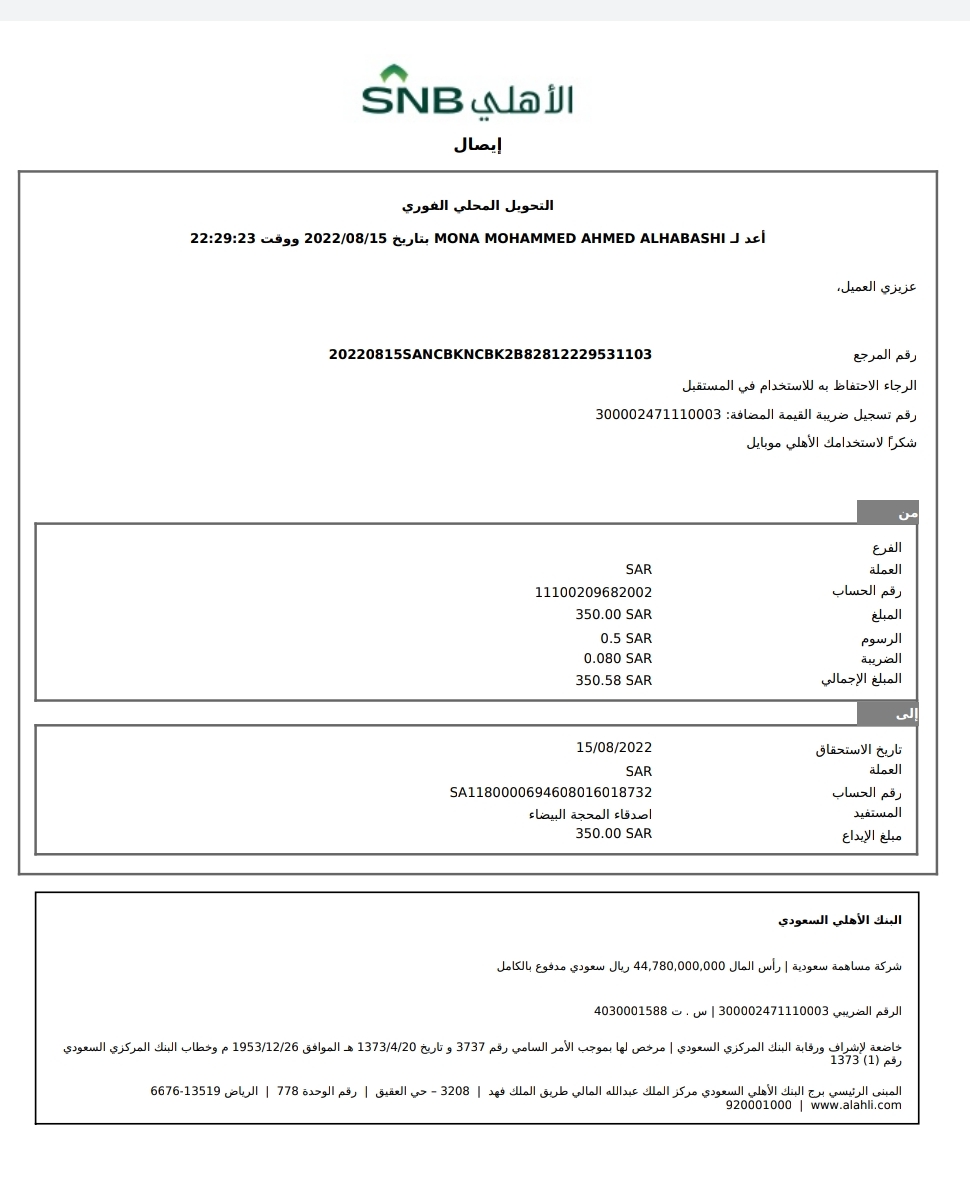 SNB الأهلي
إيصال
التحويل المحلي الفوري
أعد لـ MONA MOHAMMED AHMED ALHABASHI بتاريخ 2022/08/15 ووقت 22:29:23
عزيزي العميل،
رقم المرجع 20220815SANCBKNCBK2B82812229531103
الرجاء الاحتفاظ به للاستخدام في المستقبل
رقم تسجيل ضريبة القيمة المضافة: 300002471110003
شكراً لاستخدامك الأهلي موبايل
من
الفرع
العملة SAR
رقم الحساب 11100209682002
المبلغ 350.00 SAR
الرسوم 0.5 SAR
الضريبة 0.080 SAR
المبلغ الإجمالي 350.58 SAR
إلى
تاريخ الاستحقاق 15/08/2022
العملة SAR
رقم الحساب SA1180000694608016018732
المستفيد اصدقاء المحجة البيضاء
مبلغ الإيداع 350.00 SAR
البنك الأهلي السعودي
شركة مساهمة سعودية | رأس المال 44,780,000,000 ريال سعودي مدفوع بالكامل
الرقم الضريبي 300002471110003 | س . ت 4030001588
خاضعة لإشراف ورقابة البنك المركزي السعودي | مرخص لها بموجب الأمر السامي رقم 3737 و تاريخ 1373/4/20 هـ الموافق 1953/12/26 م وخطاب البنك المركزي السعودي
رقم (1) 1373
المبنى الرئيسي برج البنك الأهلي السعودي مركز الملك عبدالله المالي طريق الملك فهد | 3208 – حي العقيق | رقم الوحدة 778 | الرياض 13519-6676
920001000 | www.alahli.com